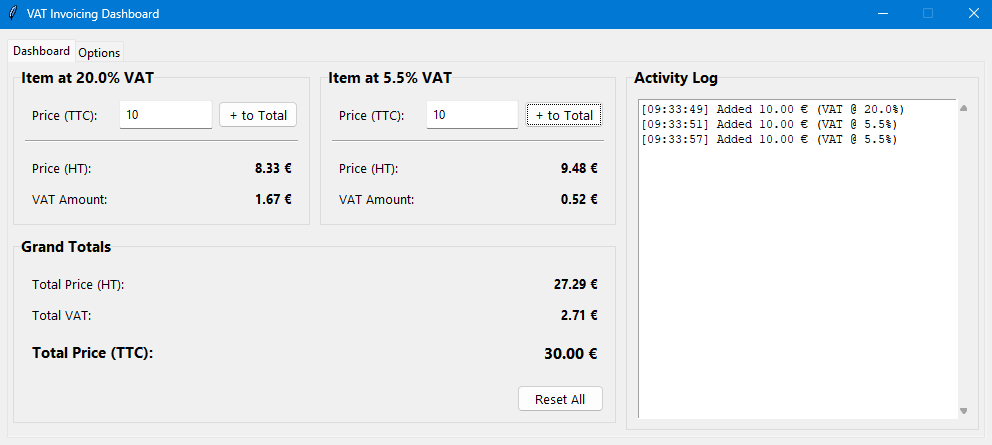 VAT Invoicing Dashboard
Dashboard Options
Item at 20.0% VAT
Price (TTC): 10 + to Total
Price (HT): 8.33 €
VAT Amount: 1.67 €
Item at 5.5% VAT
Price (TTC): 10 + to Total
Price (HT): 9.48 €
VAT Amount: 0.52 €
Grand Totals
Total Price (HT): 27.29 €
Total VAT: 2.71 €
Total Price (TTC): 30.00 €
Reset All
Activity Log
[09:33:49] Added 10.00 € (VAT @ 20.0%)
[09:33:51] Added 10.00 € (VAT @ 5.5%)
[09:33:57] Added 10.00 € (VAT @ 5.5%)